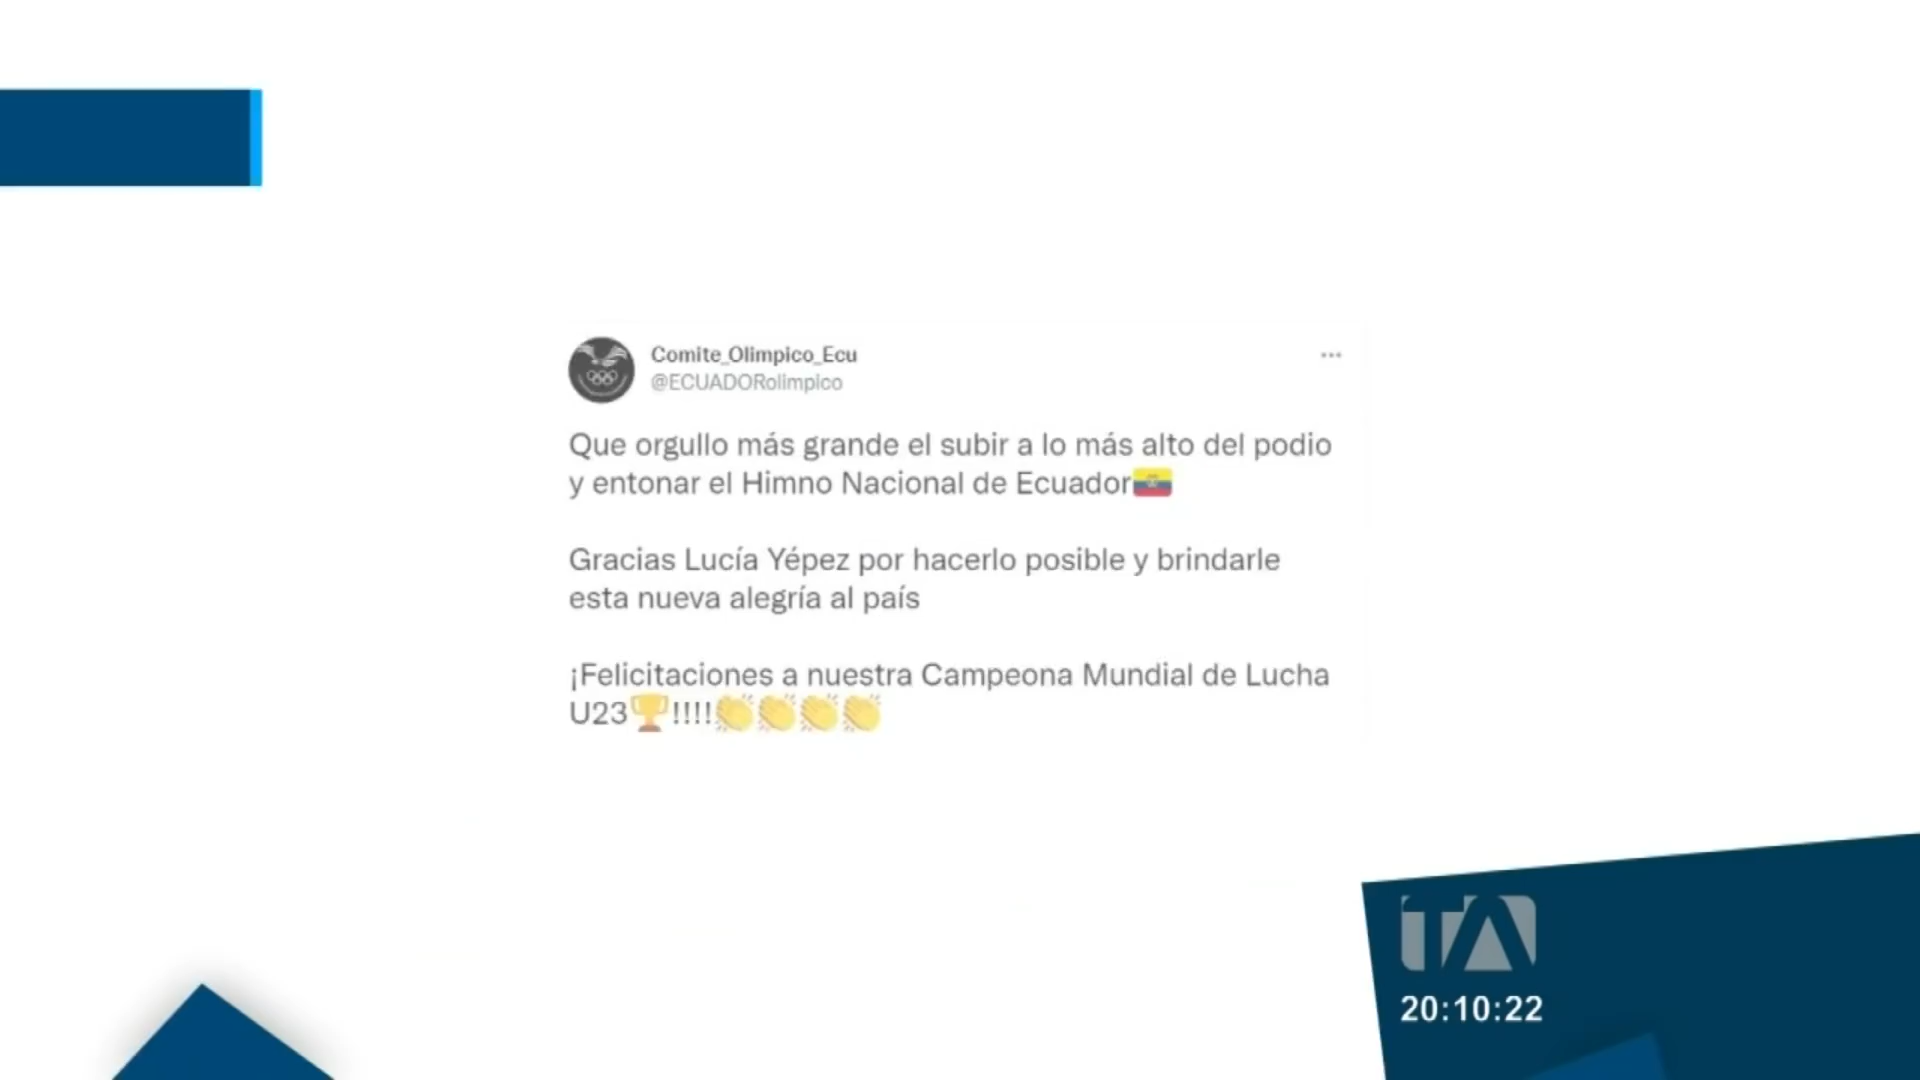 Comite_Olimpico_Ecu
@ECUADORolimpico
Que orgullo más grande el subir a lo más alto del podio
y entonar el Himno Nacional de Ecuador🇪🇨
Gracias Lucía Yépez por hacerlo posible y brindarle
esta nueva alegría al país
¡Felicitaciones a nuestra Campeona Mundial de Lucha
U23🏆!!!!👏👏👏👏
TA
20:10:22